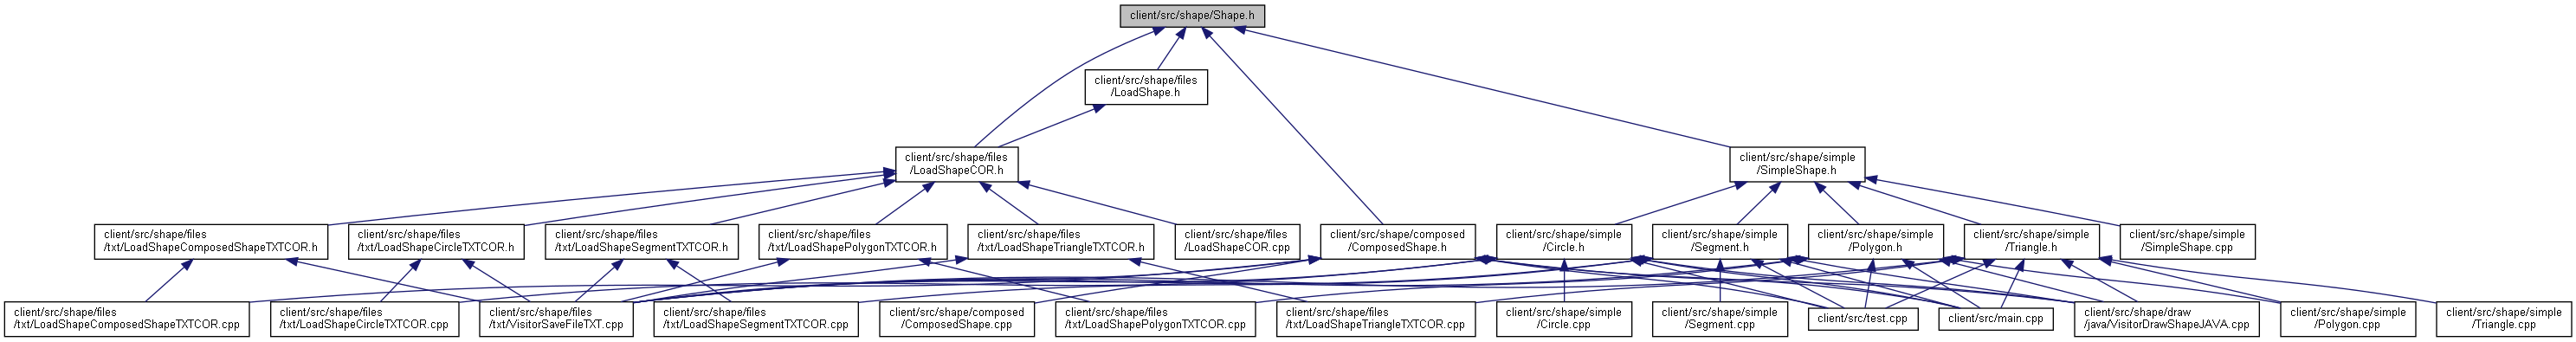 client/src/shape/Shape.h
client/src/shape/files
/LoadShape.h
client/src/shape/files
/LoadShapeCOR.h
client/src/shape/simple
/SimpleShape.h
client/src/shape/files
/txt/LoadShapeComposedShapeTXTCOR.h
client/src/shape/files
/txt/LoadShapeCircleTXTCOR.h
client/src/shape/files
/txt/LoadShapeSegmentTXTCOR.h
client/src/shape/files
/txt/LoadShapePolygonTXTCOR.h
client/src/shape/files
/txt/LoadShapeTriangleTXTCOR.h
client/src/shape/files
/LoadShapeCOR.cpp
client/src/shape/composed
/ComposedShape.h
client/src/shape/simple
/Circle.h
client/src/shape/simple
/Segment.h
client/src/shape/simple
/Polygon.h
client/src/shape/simple
/Triangle.h
client/src/shape/simple
/SimpleShape.cpp
client/src/shape/files
/txt/LoadShapeComposedShapeTXTCOR.cpp
client/src/shape/files
/txt/LoadShapeCircleTXTCOR.cpp
client/src/shape/files
/txt/VisitorSaveFileTXT.cpp
client/src/shape/files
/txt/LoadShapeSegmentTXTCOR.cpp
client/src/shape/composed
/ComposedShape.cpp
client/src/shape/files
/txt/LoadShapePolygonTXTCOR.cpp
client/src/shape/files
/txt/LoadShapeTriangleTXTCOR.cpp
client/src/shape/simple
/Circle.cpp
client/src/shape/simple
/Segment.cpp
client/src/test.cpp
client/src/main.cpp
client/src/shape/draw
/java/VisitorDrawShapeJAVA.cpp
client/src/shape/simple
/Polygon.cpp
client/src/shape/simple
/Triangle.cpp